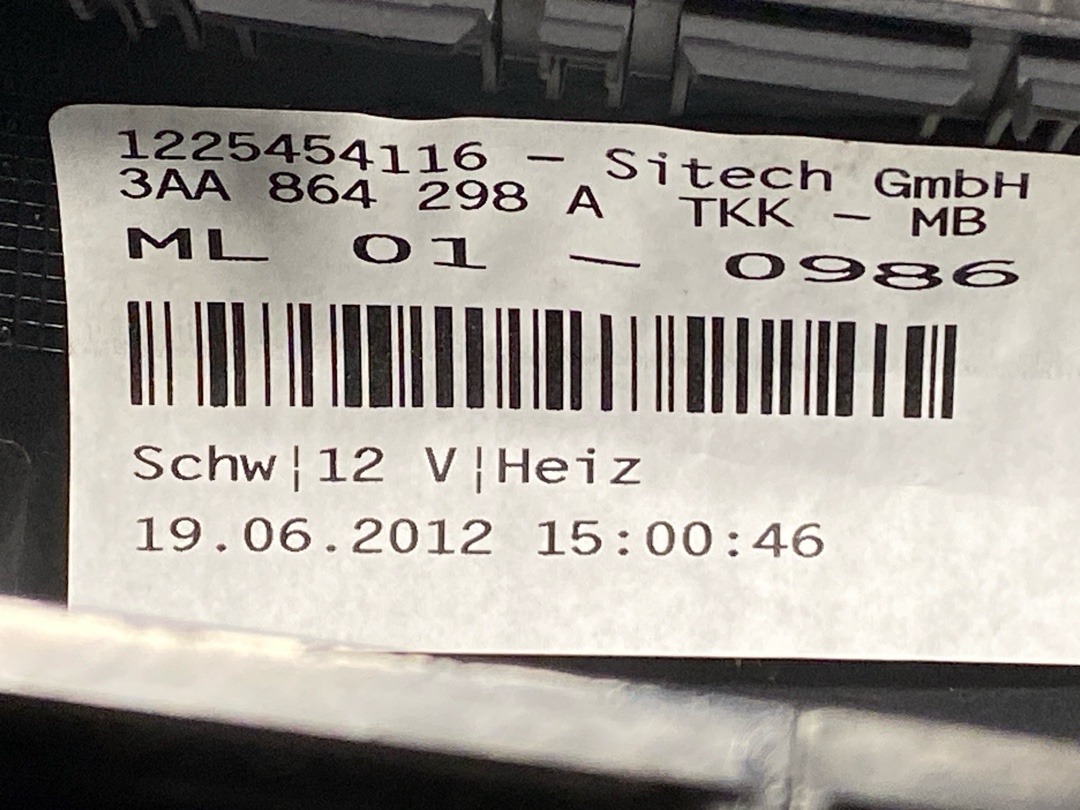 1225454116 - Sitech GmbH
3AA 864 298 A TKK - MB
ML 01 - 0986
Schw¦12 V¦Heiz
19.06.2012 15:00:46